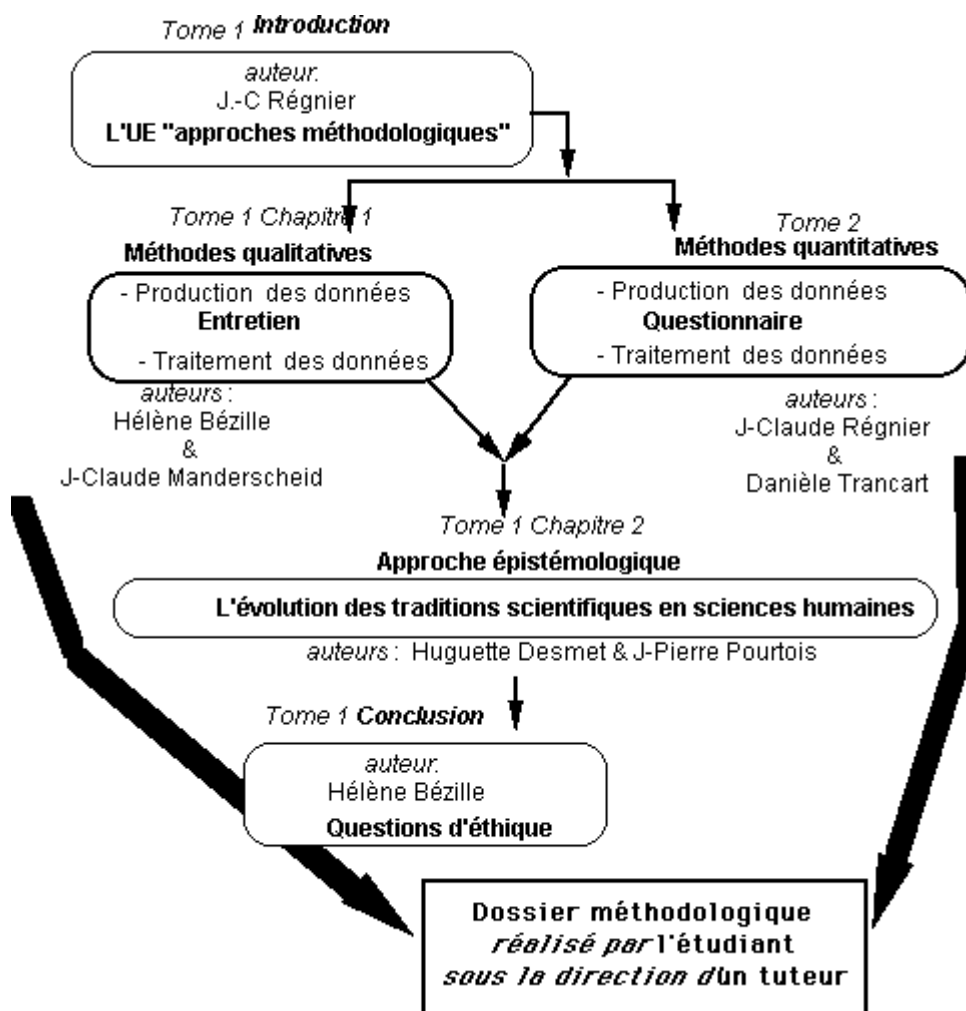 Tome 1 Introduction
auteur:
J.-C Régnier
L'UE "approches méthodologiques"
Tome 1 Chapitre 1
Méthodes qualitatives
- Production des données
Entretien
- Traitement des données
auteurs :
Hélène Bézille
&
J-Claude Manderscheid
Tome 2
Méthodes quantitatives
- Production des données
Questionnaire
- Traitement des données
auteurs :
J-Claude Régnier
&
Danièle Trancart
Tome 1 Chapitre 2
Approche épistémologique
L'évolution des traditions scientifiques en sciences humaines
auteurs : Huguette Desmet & J-Pierre Pourtois
Tome 1 Conclusion
auteur:
Hélène Bézille
Questions d'éthique
Dossier méthodologique
réalisé par l'étudiant
sous la direction d'un tuteur